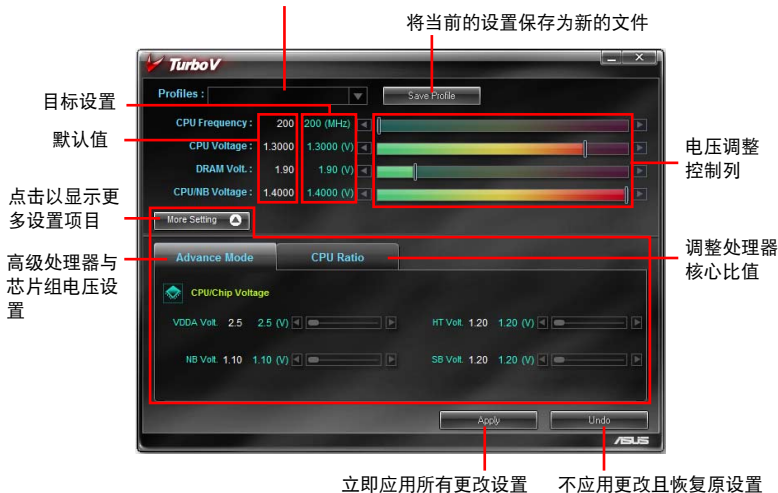 将当前的设置保存为新的文件
TurboV
Profiles :
Save Profile
目标设置
默认值
CPU Frequency : 200 200 (MHz)
CPU Voltage : 1.3000 1.3000 (V)
DRAM Volt. : 1.90 1.90 (V)
CPU/NB Voltage : 1.4000 1.4000 (V)
电压调整
控制列
点击以显示更
多设置项目
More Setting
高级处理器与
芯片组电压设
置
Advance Mode
CPU Ratio
调整处理器
核心比值
CPU/Chip Voltage
VDDA Volt. 2.5 2.5 (V)
HT Volt. 1.20 1.20 (V)
NB Volt. 1.10 1.10 (V)
SB Volt. 1.20 1.20 (V)
Apply
Undo
ASUS
立即应用所有更改设置
不应用更改且恢复原设置